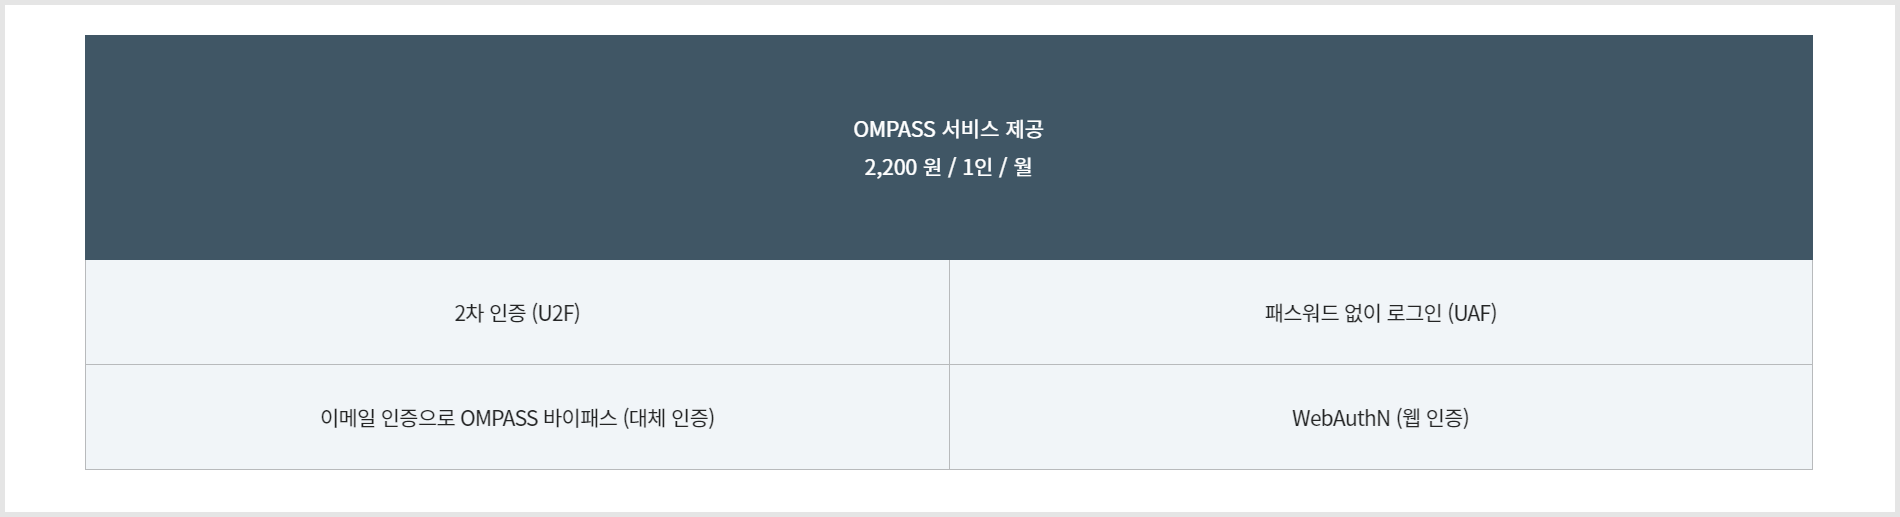 OMPASS 서비스 제공
2,200 원 / 1인 / 월
2차 인증 (U2F)
패스워드 없이 로그인 (UAF)
이메일 인증으로 OMPASS 바이패스 (대체 인증)
WebAuthN (웹 인증)